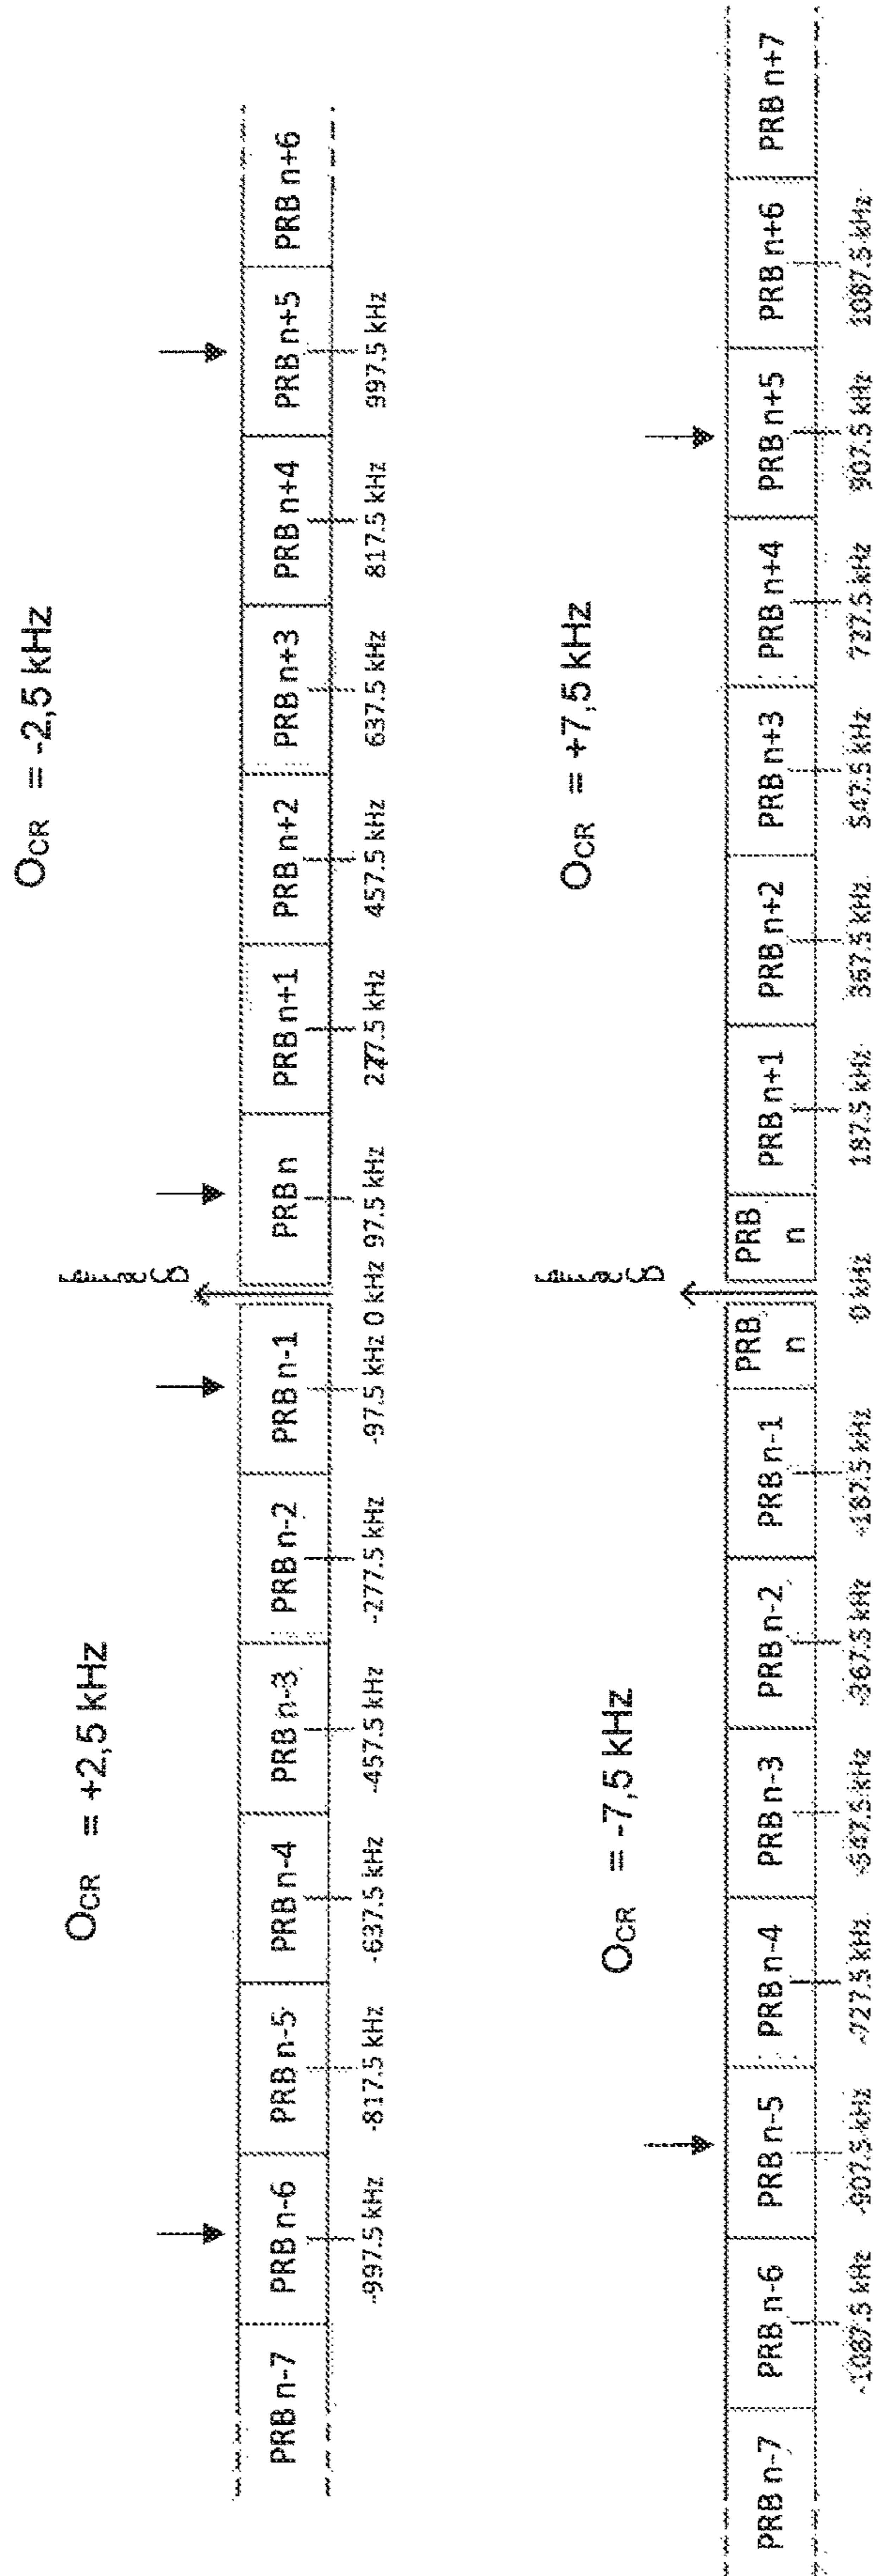 O_CR = +2,5 kHz
O_CR = -2,5 kHz
PRB n-7 PRB n-6 PRB n-5 PRB n-4 PRB n-3 PRB n-2 PRB n-1 PRB n PRB n+1 PRB n+2 PRB n+3 PRB n+4 PRB n+5 PRB n+6
-997.5 kHz -817.5 kHz -637.5 kHz -457.5 kHz -277.5 kHz -97.5 kHz 0 kHz 97.5 kHz 277.5 kHz 457.5 kHz 637.5 kHz 817.5 kHz 997.5 kHz
O_CR = -7,5 kHz
O_CR = +7,5 kHz
PRB n-7 PRB n-6 PRB n-5 PRB n-4 PRB n-3 PRB n-2 PRB n-1 PRB n PRB n PRB n+1 PRB n+2 PRB n+3 PRB n+4 PRB n+5 PRB n+6 PRB n+7
-1087.5 kHz -907.5 kHz -727.5 kHz -547.5 kHz -367.5 kHz -187.5 kHz 0 kHz 187.5 kHz 367.5 kHz 547.5 kHz 727.5 kHz 907.5 kHz 1087.5 kHz